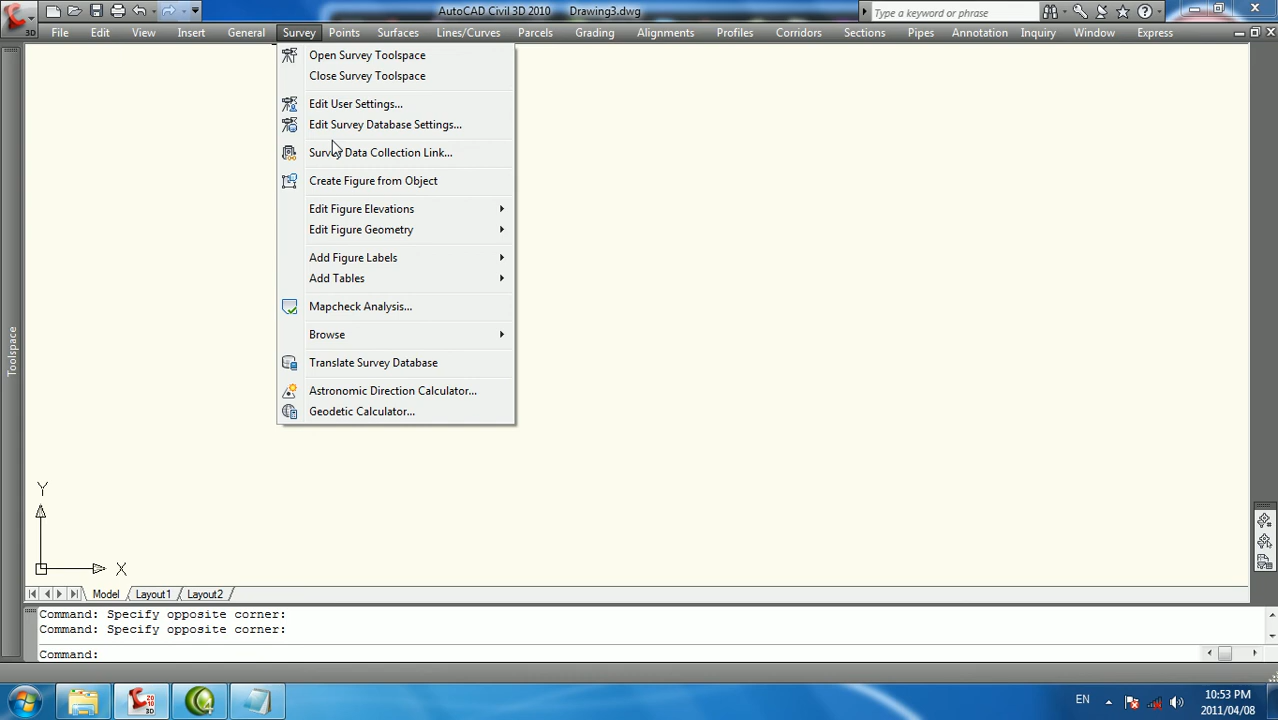 AutoCAD Civil 3D 2010 Drawing3.dwg
Type a keyword or phrase
3D
File Edit View Insert General Survey Points Surfaces Lines/Curves Parcels Grading Alignments Profiles Corridors Sections Pipes Annotation Inquiry Window Express
Open Survey Toolspace
Close Survey Toolspace
Edit User Settings...
Edit Survey Database Settings...
Survey Data Collection Link...
Create Figure from Object
Edit Figure Elevations
Edit Figure Geometry
Add Figure Labels
Add Tables
Mapcheck Analysis...
Browse
Translate Survey Database
Astronomic Direction Calculator...
Geodetic Calculator...
Toolspace
Y
X
Model Layout1 Layout2
Command: Specify opposite corner:
Command: Specify opposite corner:
Command:
EN
10:53 PM
2011/04/08